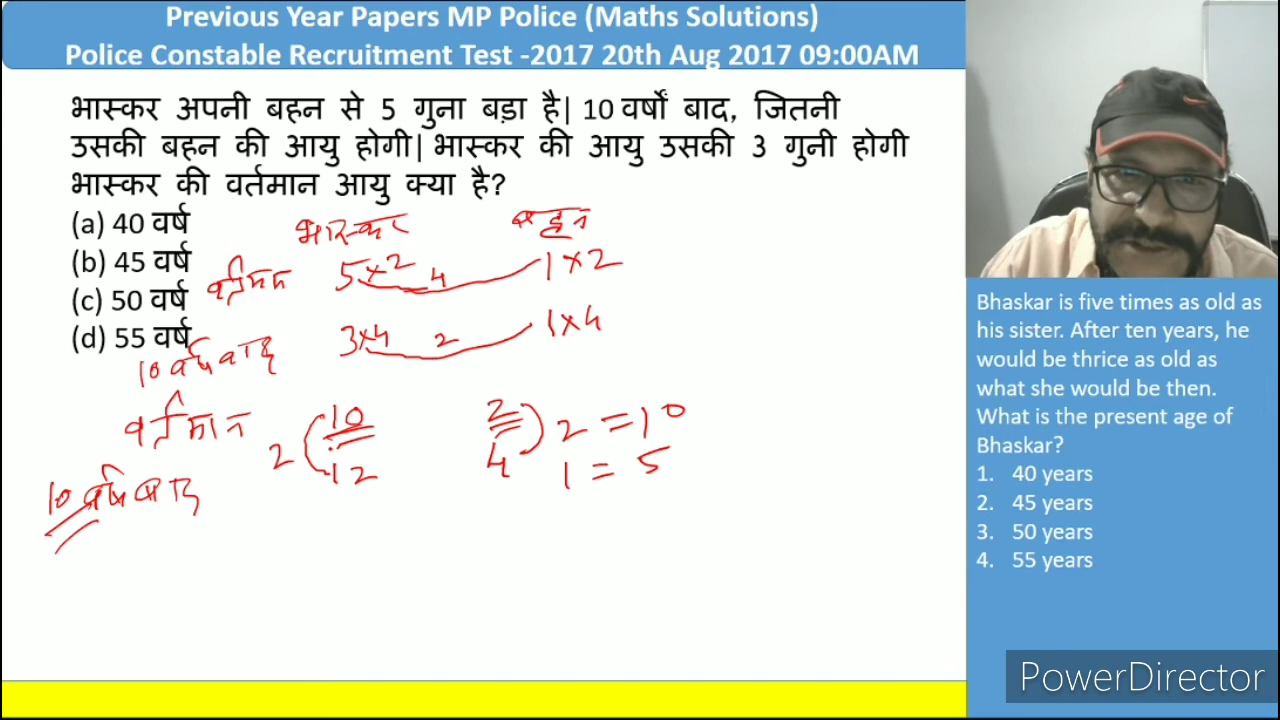 Previous Year Papers MP Police (Maths Solutions)
Police Constable Recruitment Test -2017 20th Aug 2017 09:00AM
भास्कर अपनी बहन से 5 गुना बड़ा है| 10 वर्षों बाद, जितनी
उसकी बहन की आयु होगी| भास्कर की आयु उसकी 3 गुनी होगी
भास्कर की वर्तमान आयु क्या है?
(a) 40 वर्ष
(b) 45 वर्ष
(c) 50 वर्ष
(d) 55 वर्ष
भास्कर बहन
वर्तमान 5×2 4 1×2
10 वर्ष बाद 3×4 2 1×4
वर्तमान 10 2
2 12 4
2 = 10
1 = 5
10 वर्ष बाद
Bhaskar is five times as old as
his sister. After ten years, he
would be thrice as old as
what she would be then.
What is the present age of
Bhaskar?
1. 40 years
2. 45 years
3. 50 years
4. 55 years
PowerDirector